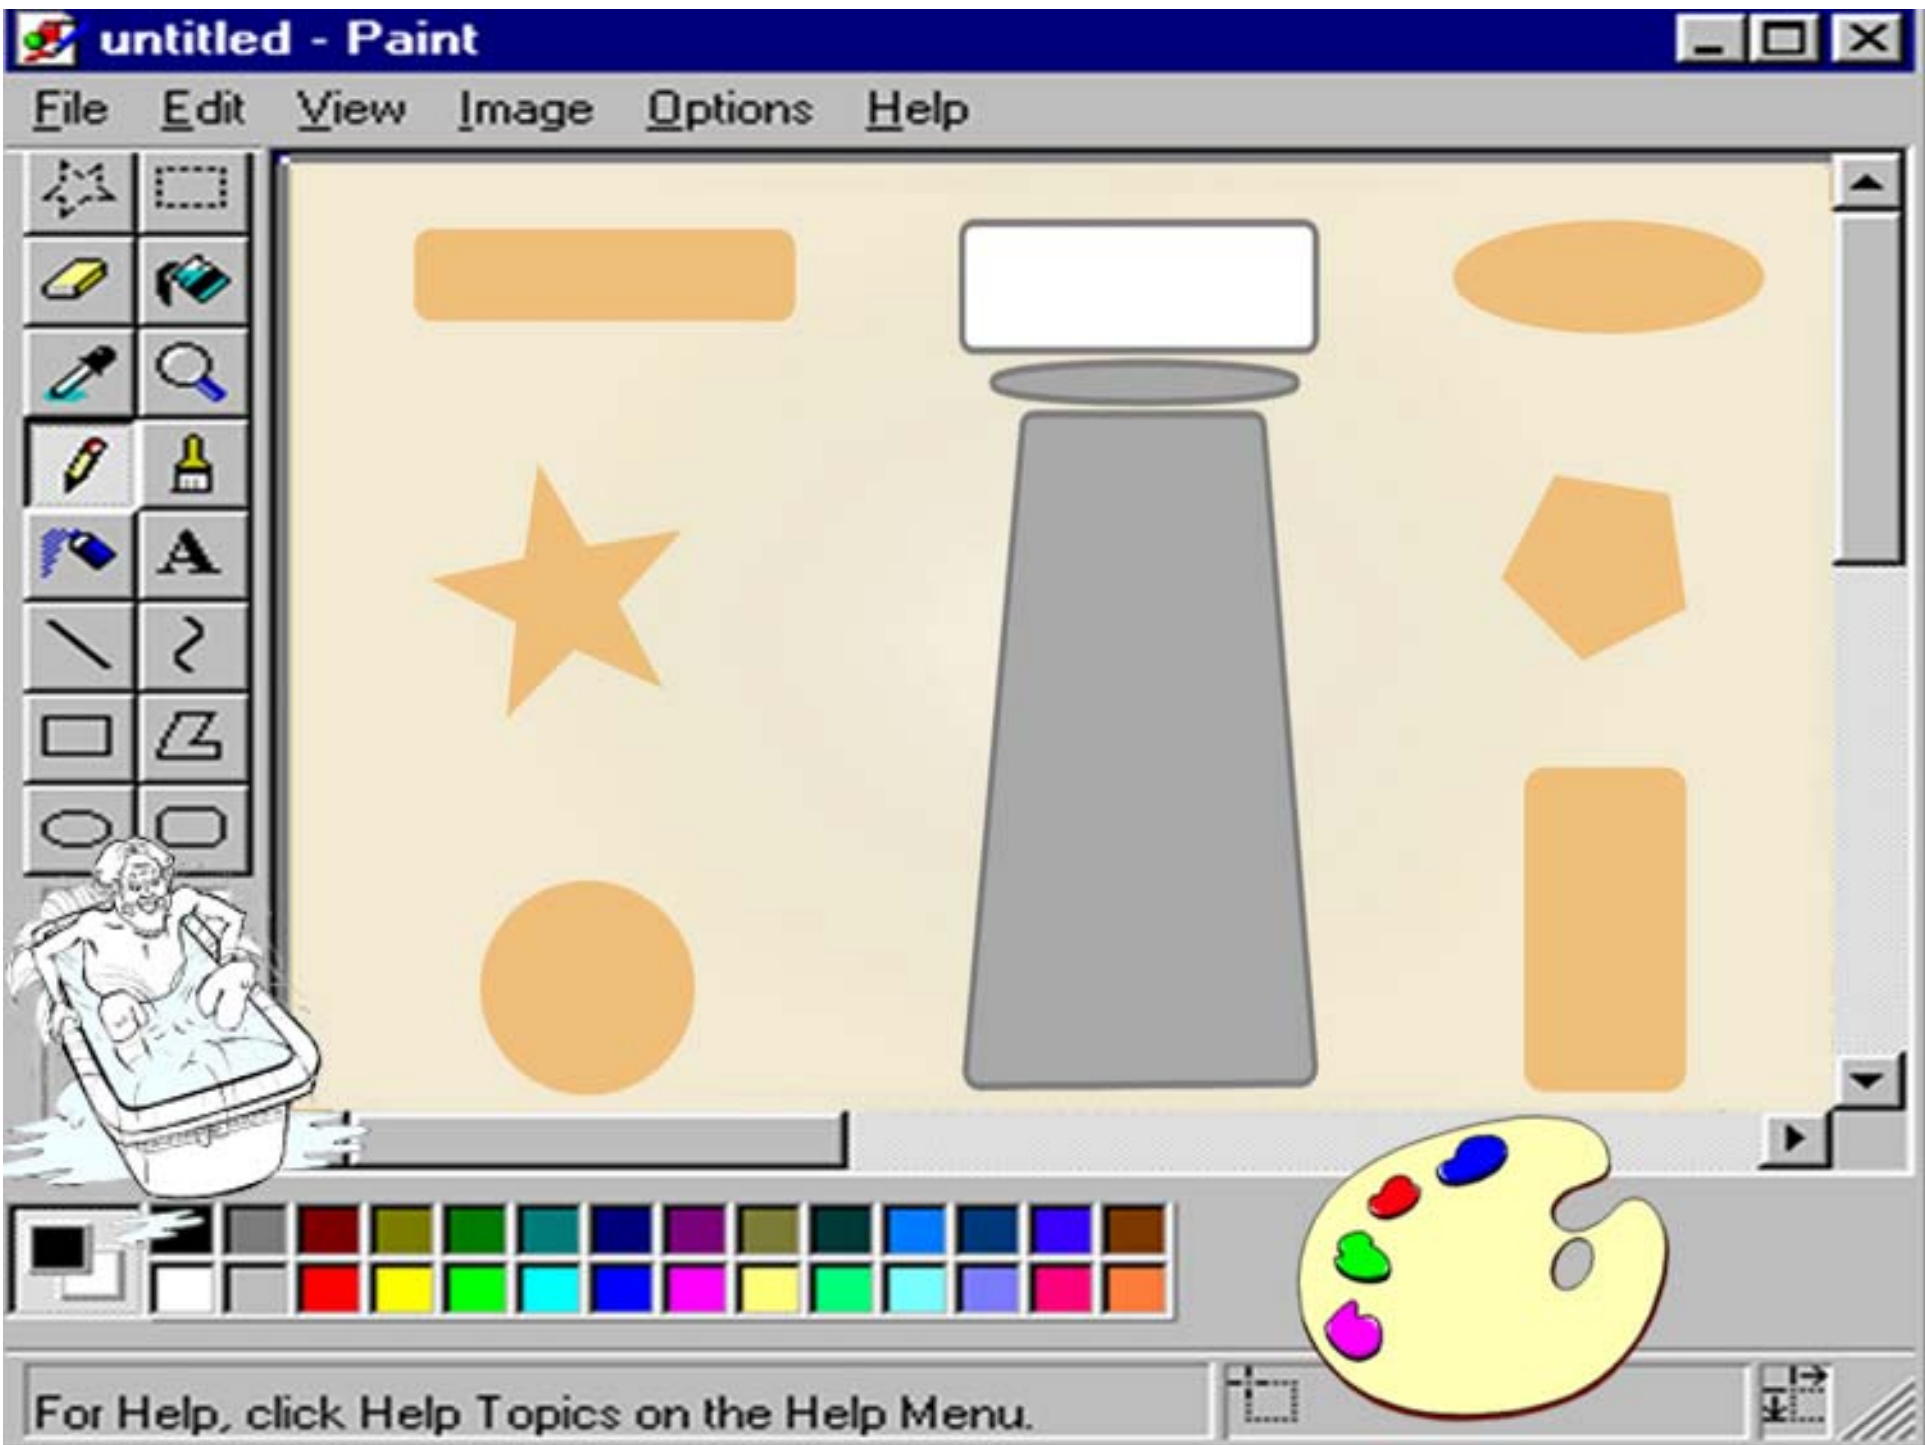 untitled - Paint
File Edit View Image Options Help
A
For Help, click Help Topics on the Help Menu.